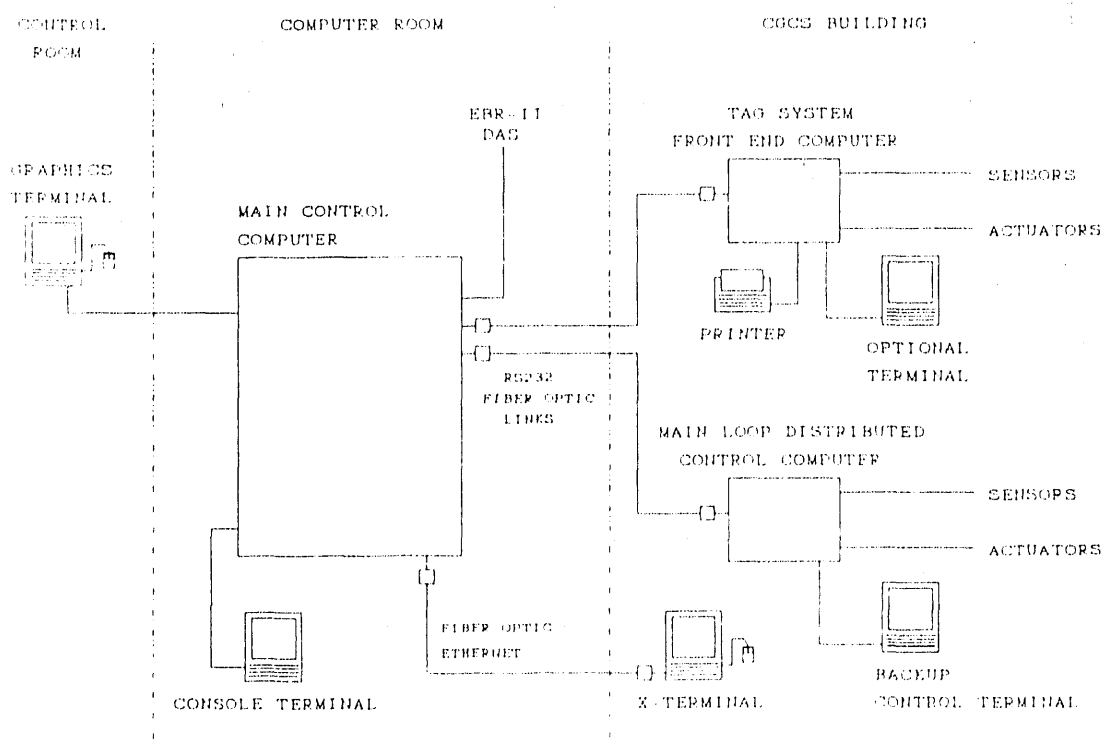 CONTROL
ROOM
COMPUTER ROOM
CGCS BUILDING
EBR-II
DAS
TAG SYSTEM
FRONT END COMPUTER
SENSORS
ACTUATORS
GRAPHICS
TERMINAL
MAIN CONTROL
COMPUTER
PRINTER
OPTIONAL
TERMINAL
RS232
FIBER OPTIC
LINKS
MAIN LOOP DISTRIBUTED
CONTROL COMPUTER
SENSORS
ACTUATORS
FIBER OPTIC
ETHERNET
CONSOLE TERMINAL
X-TERMINAL
BACKUP
CONTROL TERMINAL